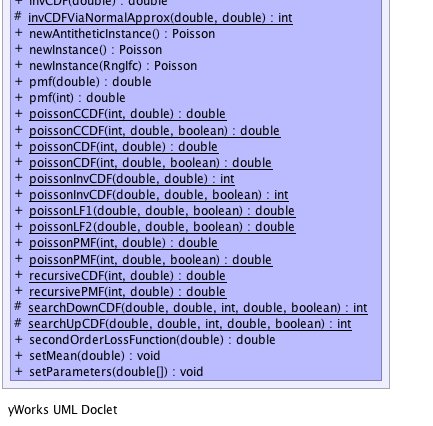 + invCDF(double) : double
# invCDFViaNormalApprox(double, double) : int
+ newAntitheticInstance() : Poisson
+ newInstance() : Poisson
+ newInstance(RngIfc) : Poisson
+ pmf(double) : double
+ pmf(int) : double
+ poissonCCDF(int, double) : double
+ poissonCCDF(int, double, boolean) : double
+ poissonCDF(int, double) : double
+ poissonCDF(int, double, boolean) : double
+ poissonInvCDF(double, double) : int
+ poissonInvCDF(double, double, boolean) : int
+ poissonLF1(double, double, boolean) : double
+ poissonLF2(double, double, boolean) : double
+ poissonPMF(int, double) : double
+ poissonPMF(int, double, boolean) : double
+ recursiveCDF(int, double) : double
+ recursivePMF(int, double) : double
# searchDownCDF(double, double, int, double, boolean) : int
# searchUpCDF(double, double, int, double, boolean) : int
+ secondOrderLossFunction(double) : double
+ setMean(double) : void
+ setParameters(double[]) : void
yWorks UML Doclet